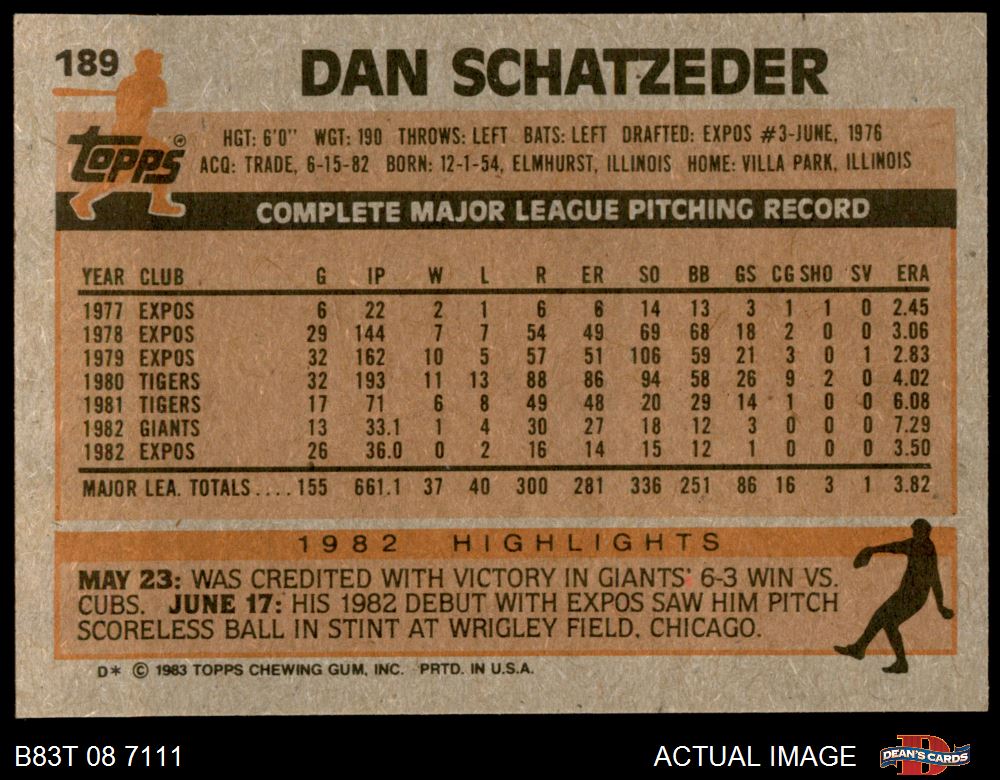 189 DAN SCHATZEDER
Topps ®
HGT: 6'0" WGT: 190 THROWS: LEFT BATS: LEFT DRAFTED: EXPOS #3-JUNE, 1976
ACQ: TRADE, 6-15-82 BORN: 12-1-54, ELMHURST, ILLINOIS HOME: VILLA PARK, ILLINOIS
COMPLETE MAJOR LEAGUE PITCHING RECORD
YEAR CLUB G IP W L R ER SO BB GS CG SHO SV ERA
1977 EXPOS 6 22 2 1 6 6 14 13 3 1 1 0 2.45
1978 EXPOS 29 144 7 7 54 49 69 68 18 2 0 0 3.06
1979 EXPOS 32 162 10 5 57 51 106 59 21 3 0 1 2.83
1980 TIGERS 32 193 11 13 88 86 94 58 26 9 2 0 4.02
1981 TIGERS 17 71 6 8 49 48 20 29 14 1 0 0 6.08
1982 GIANTS 13 33.1 1 4 30 27 18 12 3 0 0 0 7.29
1982 EXPOS 26 36.0 0 2 16 14 15 12 1 0 0 0 3.50
MAJOR LEA. TOTALS.... 155 661.1 37 40 300 281 336 251 86 16 3 1 3.82
1982 HIGHLIGHTS
MAY 23: WAS CREDITED WITH VICTORY IN GIANTS' 6-3 WIN VS.
CUBS. JUNE 17: HIS 1982 DEBUT WITH EXPOS SAW HIM PITCH
SCORELESS BALL IN STINT AT WRIGLEY FIELD, CHICAGO.
D* © 1983 TOPPS CHEWING GUM, INC. PRTD. IN U.S.A.
B83T 08 7111 ACTUAL IMAGE D DEAN'S CARDS